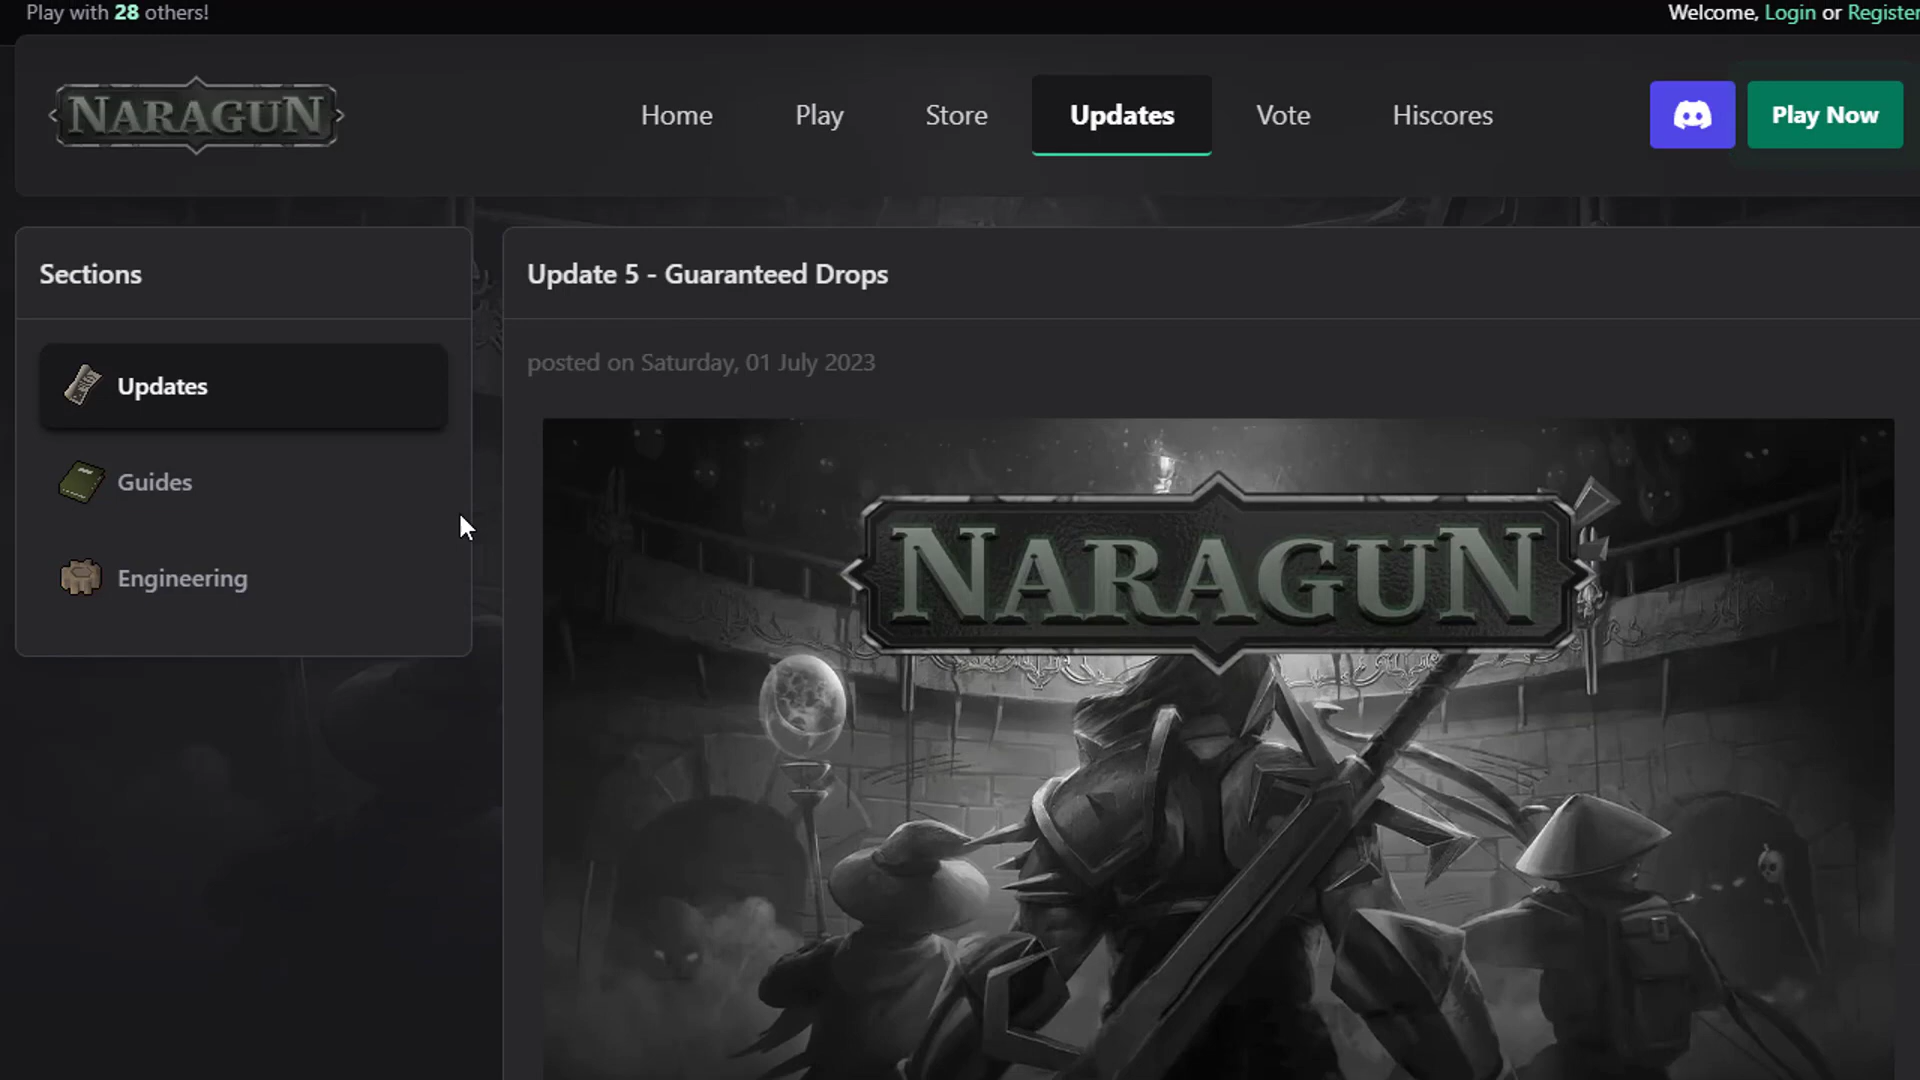 Play with 28 others!
Welcome, Login or Register
NARAGUN
Home
Play
Store
Updates
Vote
Hiscores
Play Now
Sections
Updates
Guides
Engineering
Update 5 - Guaranteed Drops
posted on Saturday, 01 July 2023
NARAGUN